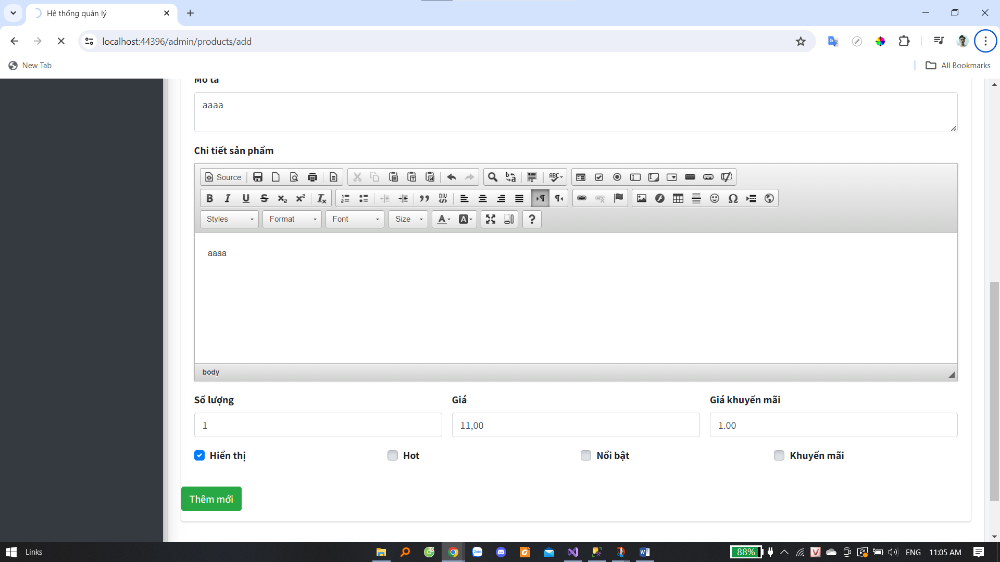 Hệ thống quản lý
localhost:44396/admin/products/add
New Tab
All Bookmarks
Mô tả
aaaa
Chi tiết sản phẩm
Source
Styles Format Font Size
aaaa
body
Số lượng Giá Giá khuyến mãi
1 11,00 1.00
Hiển thị Hot Nổi bật Khuyến mãi
Thêm mới
Links
88% ENG 11:05 AM